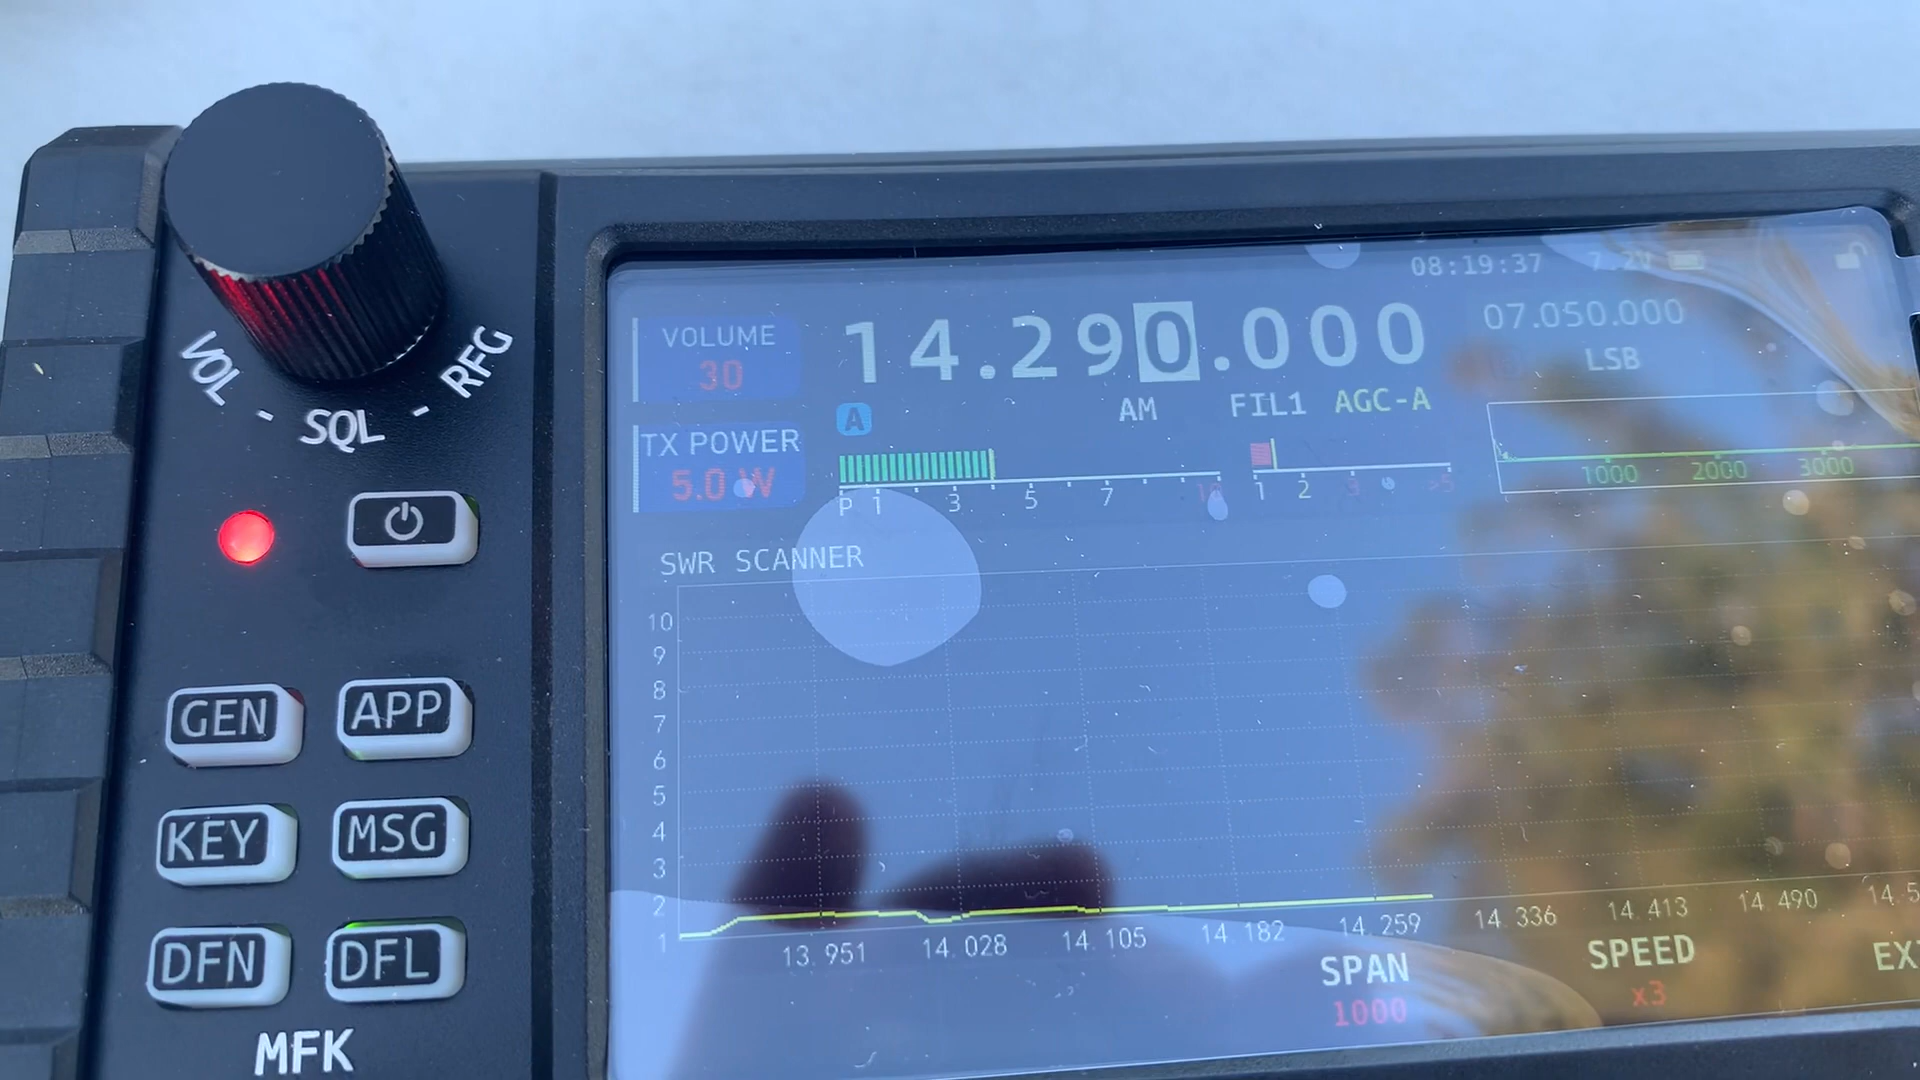 08:19:37
VOLUME
30
14.290.000
07.050.000
LSB
A
AM FIL1 AGC-A
TX POWER
5.0 W
P 1 3 5 7 10
1 2 3 >5
1000 2000 3000
SWR SCANNER
10
9
8
7
6
5
4
3
2
1
13.951 14.028 14.105 14.182 14.259 14.336 14.413 14.490
SPAN
1000
SPEED
x3
VOL - SQL - RFG
GEN APP
KEY MSG
DFN DFL
MFK